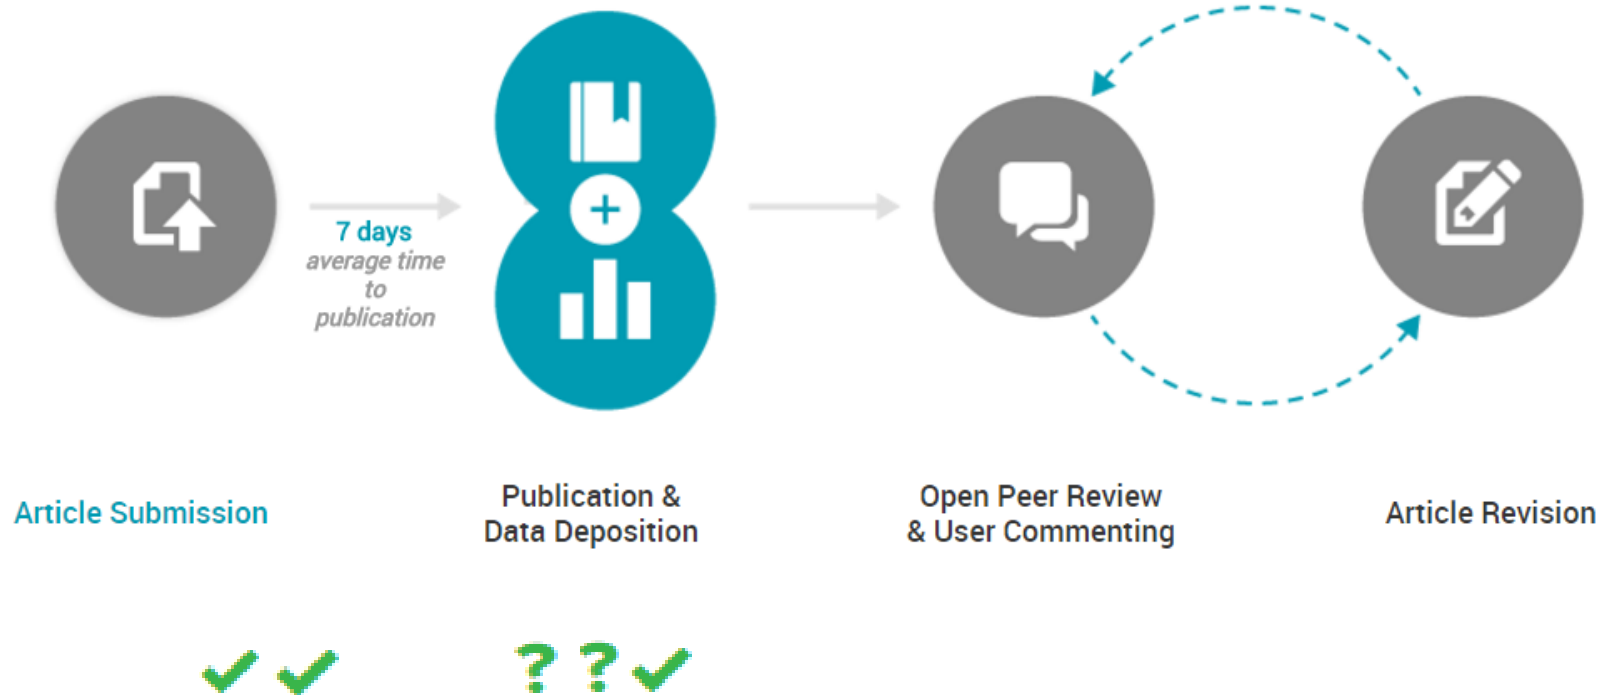 7 days
average time
to
publication
Article Submission
Publication &
Data Deposition
Open Peer Review
& User Commenting
Article Revision
? ?